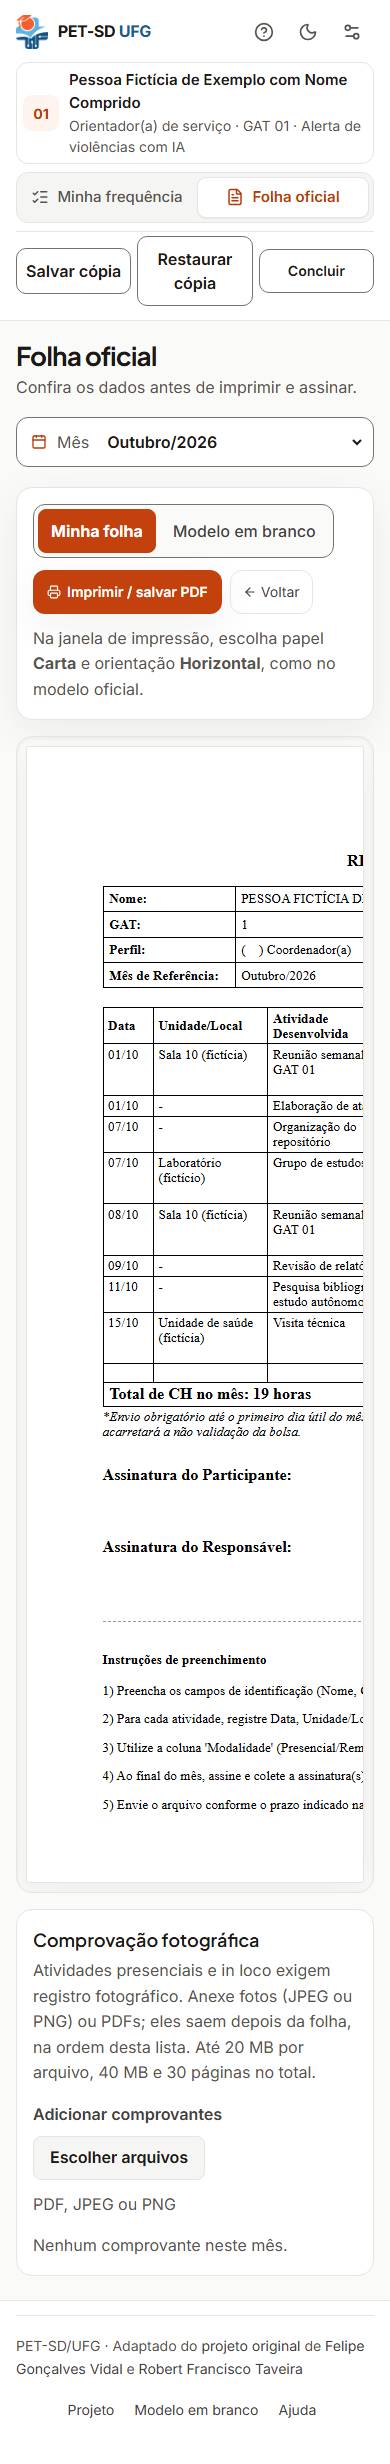 PET-SD UFG
Pessoa Fictícia de Exemplo com Nome
Comprido
01
Orientador(a) de serviço · GAT 01 · Alerta de
violências com IA
Minha frequência
Folha oficial
Salvar cópia
Restaurar
cópia
Concluir
Folha oficial
Confira os dados antes de imprimir e assinar.
Mês Outubro/2026
Minha folha
Modelo em branco
Imprimir / salvar PDF
Voltar
Na janela de impressão, escolha papel
Carta e orientação Horizontal, como no
modelo oficial.
Nome: PESSOA FICTÍCIA
GAT: 1
Perfil: ( ) Coordenador(a)
Mês de Referência: Outubro/2026
Data Unidade/Local Atividade
Desenvolvida
01/10 Sala 10 (fictícia) Reunião semanal
GAT 01
01/10 - Elaboração de
07/10 - Organização do
repositório
07/10 Laboratório Grupo de estudos
(fictício)
08/10 Sala 10 (fictícia) Reunião semanal
GAT 01
09/10 - Revisão de
11/10 - Pesquisa
estudo
15/10 Unidade de saúde Visita técnica
(fictícia)
Total de CH no mês: 19 horas
*Envio obrigatório até o primeiro dia útil do
acarretará a não validação da bolsa.
Assinatura do Participante:
Assinatura do Responsável:
Instruções de preenchimento
1) Preencha os campos de identificação (Nome,
2) Para cada atividade, registre Data,
3) Utilize a coluna 'Modalidade'
4) Ao final do mês, assine e colete a assinatura(s)
5) Envie o arquivo conforme o prazo indicado
Comprovação fotográfica
Atividades presenciais e in loco exigem
registro fotográfico. Anexe fotos (JPEG ou
PNG) ou PDFs; eles saem depois da folha,
na ordem desta lista. Até 20 MB por
arquivo, 40 MB e 30 páginas no total.
Adicionar comprovantes
Escolher arquivos
PDF, JPEG ou PNG
Nenhum comprovante neste mês.
PET-SD/UFG · Adaptado do projeto original de Felipe
Gonçalves Vidal e Robert Francisco Taveira
Projeto
Modelo em branco
Ajuda